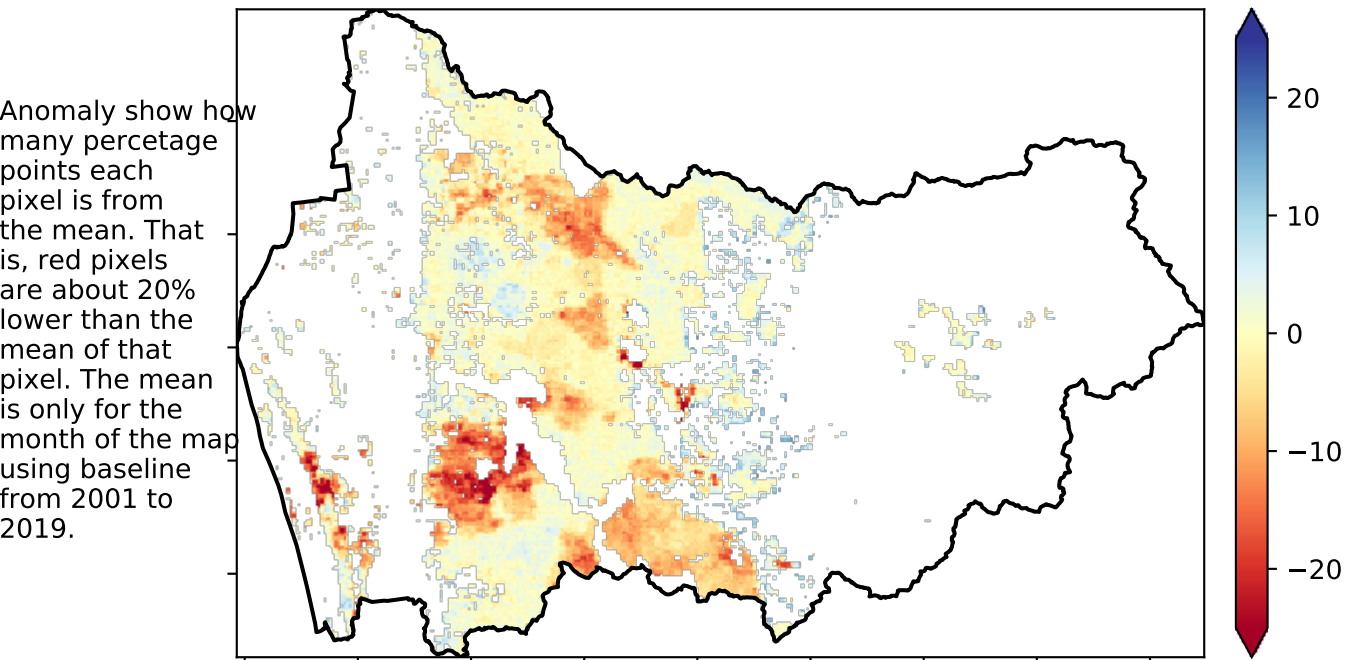 Anomaly show how
many percetage
points each
pixel is from
the mean. That
is, red pixels
are about 20%
lower than the
mean of that
pixel. The mean
is only for the
month of the map
using baseline
from 2001 to
2019.
20
10
0
−10
−20